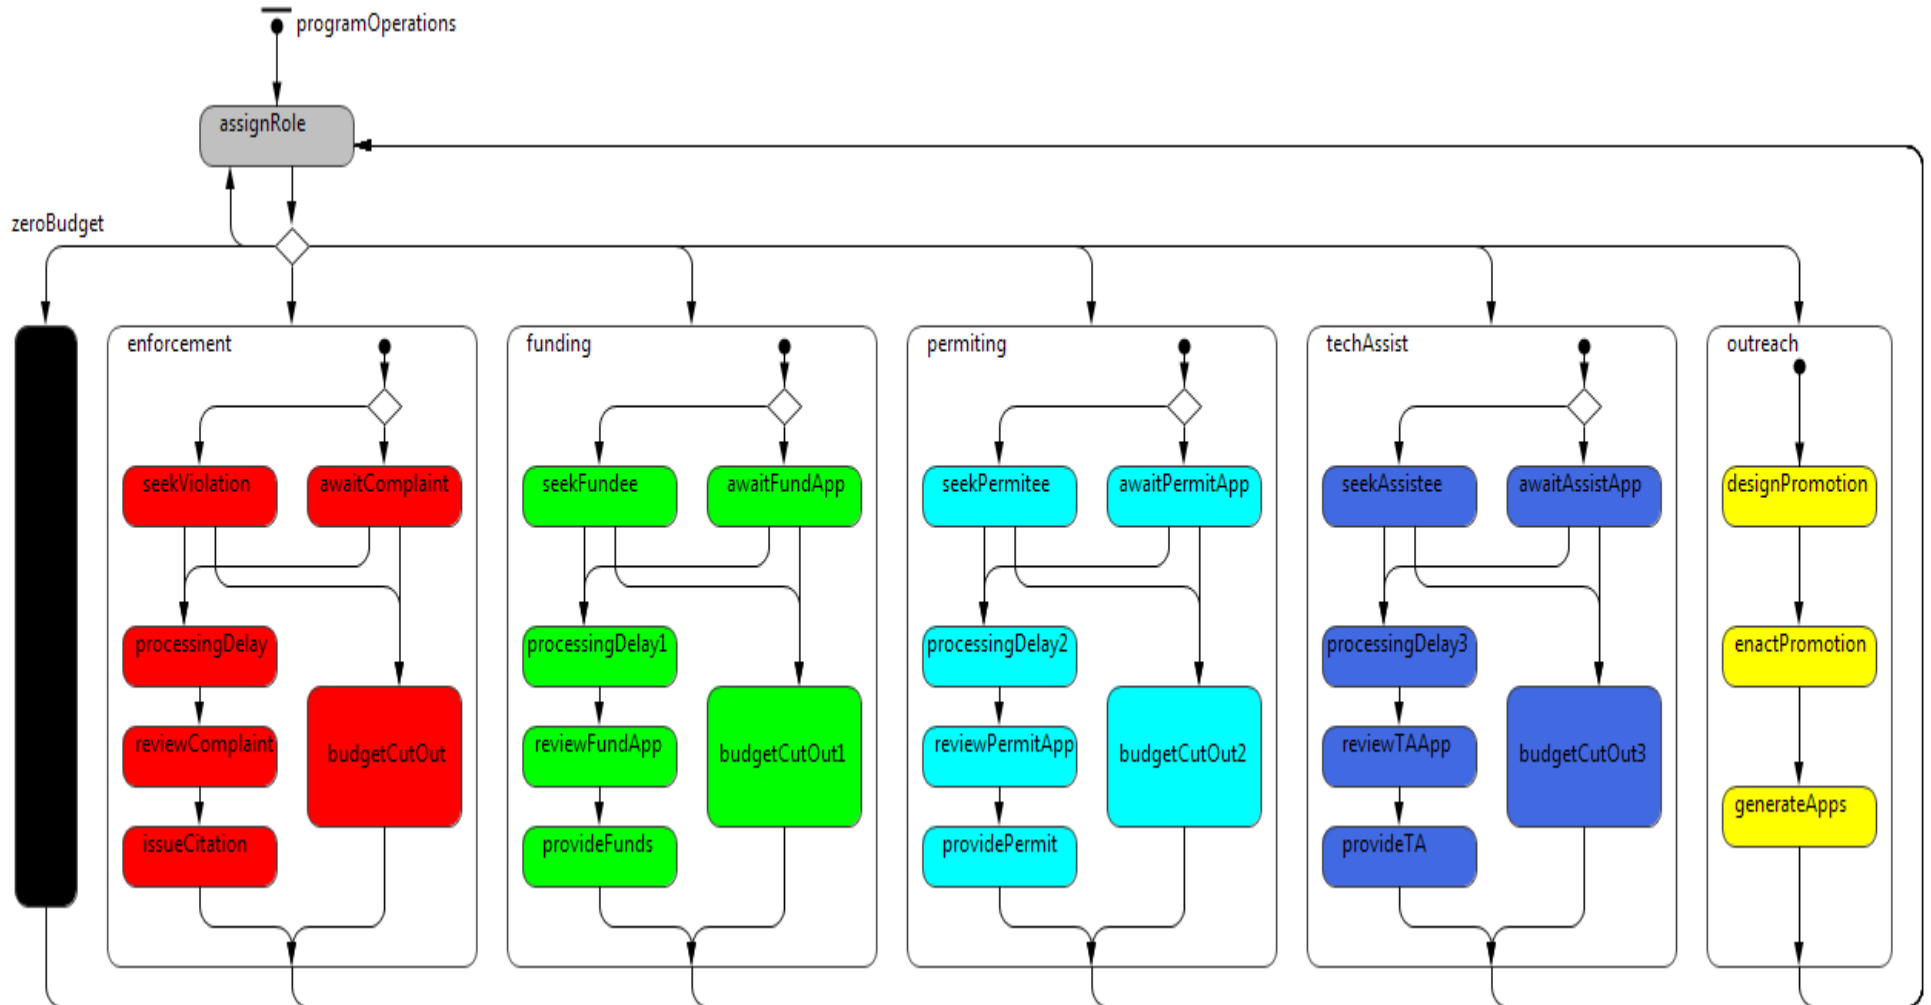 programOperations
assignRole
zeroBudget
enforcement
funding
permiting
techAssist
outreach
seekViolation
awaitComplaint
seekFundee
awaitFundApp
seekPermitee
awaitPermitApp
seekAssistee
awaitAssistApp
designPromotion
processingDelay
processingDelay1
processingDelay2
processingDelay3
enactPromotion
reviewComplaint
budgetCutOut
reviewFundApp
budgetCutOut1
reviewPermitApp
budgetCutOut2
reviewTAApp
budgetCutOut3
generateApps
issueCitation
provideFunds
providePermit
provideTA